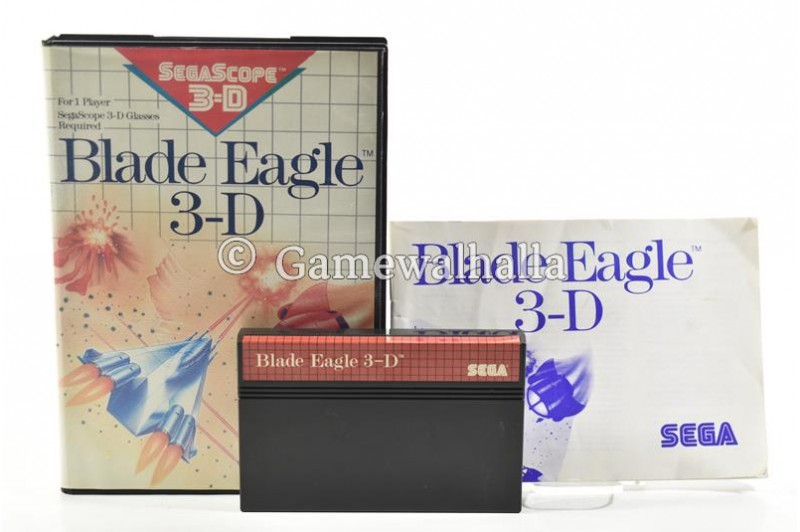 SEGASCOPE™
3-D
For 1 Player
SegaScope 3-D Glasses
Required
Blade Eagle™
3-D
© Gamewalhalla
Blade Eagle™
3-D
Blade Eagle 3-D™
SEGA
SEGA